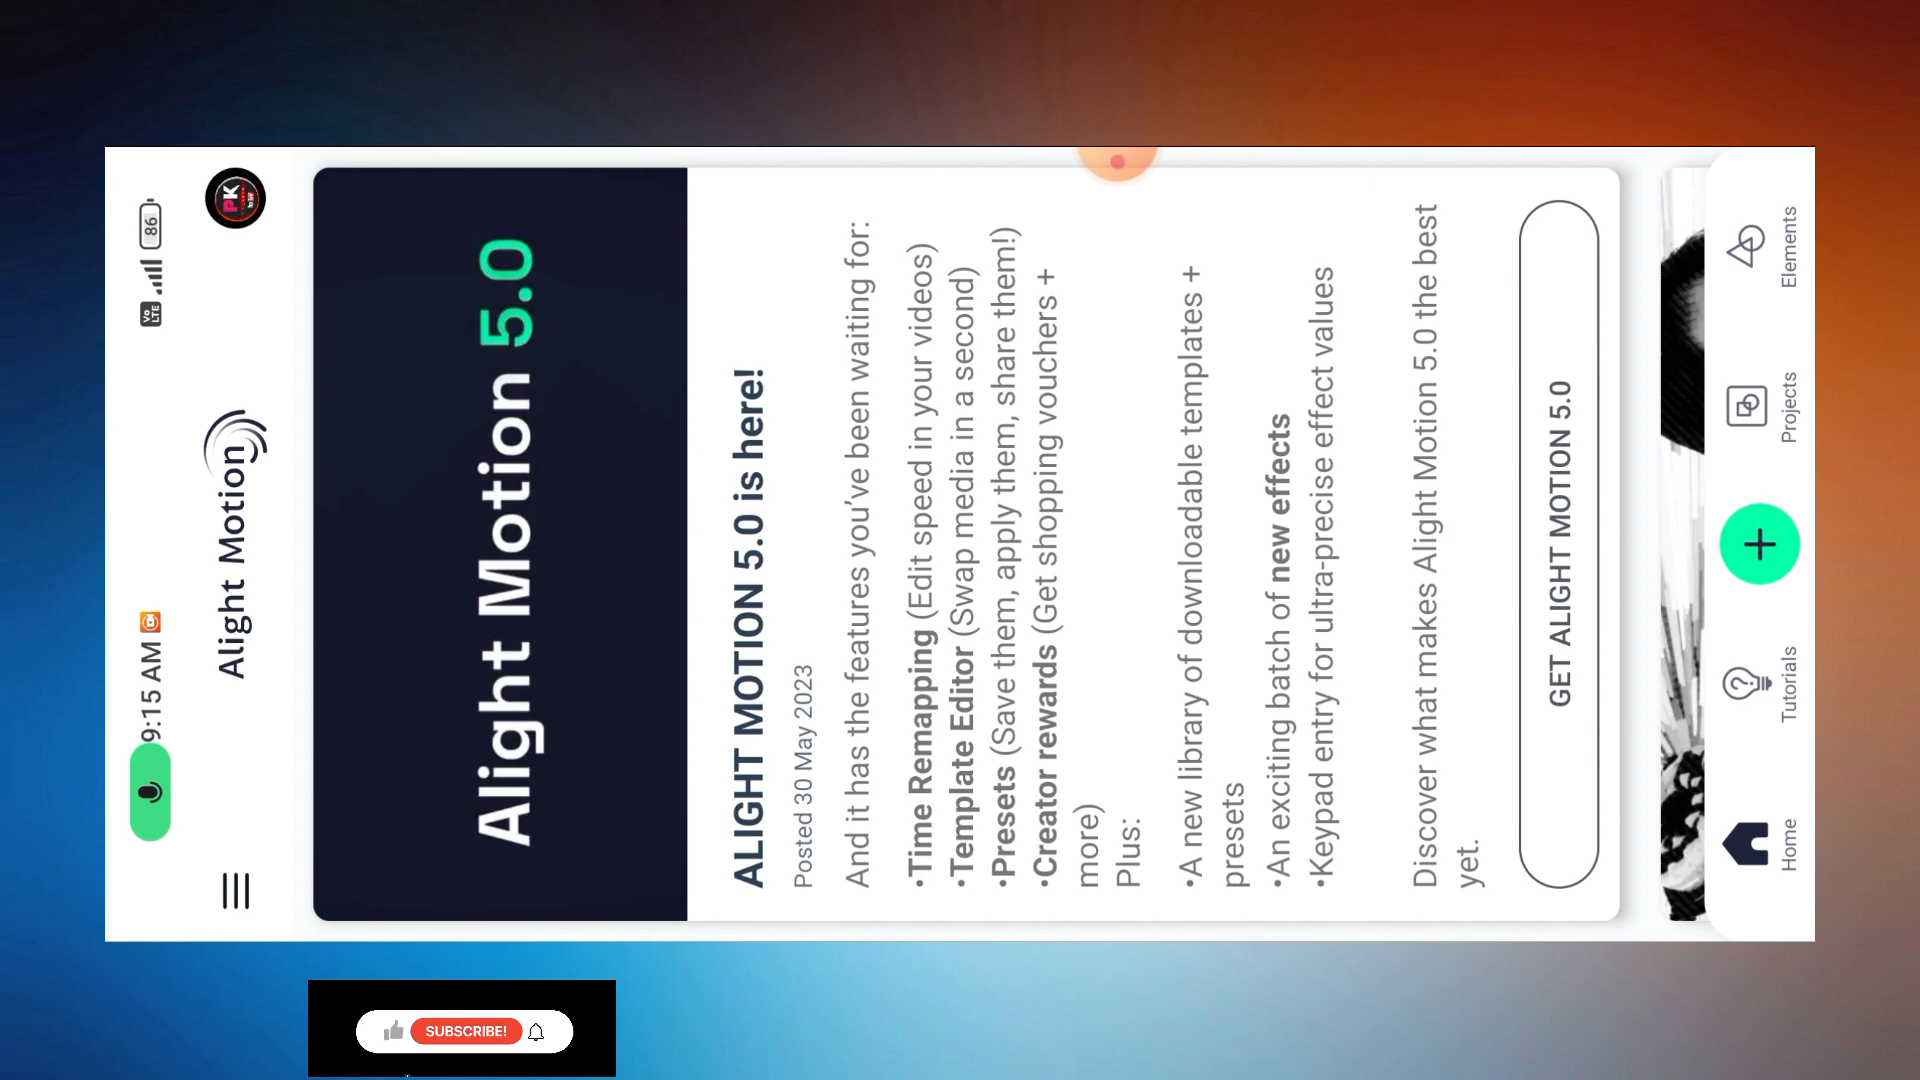 9:15 AM
Vo
LTE
86
Alight Motion
PK
Alight Motion 5.0
ALIGHT MOTION 5.0 is here!
Posted 30 May 2023
And it has the features you’ve been waiting for:
•Time Remapping (Edit speed in your videos)
•Template Editor (Swap media in a second)
•Presets (Save them, apply them, share them!)
•Creator rewards (Get shopping vouchers +
more)
Plus:
•A new library of downloadable templates +
presets
•An exciting batch of new effects
•Keypad entry for ultra-precise effect values
Discover what makes Alight Motion 5.0 the best
yet.
GET ALIGHT MOTION 5.0
Home
Tutorials
Projects
Elements
SUBSCRIBE!